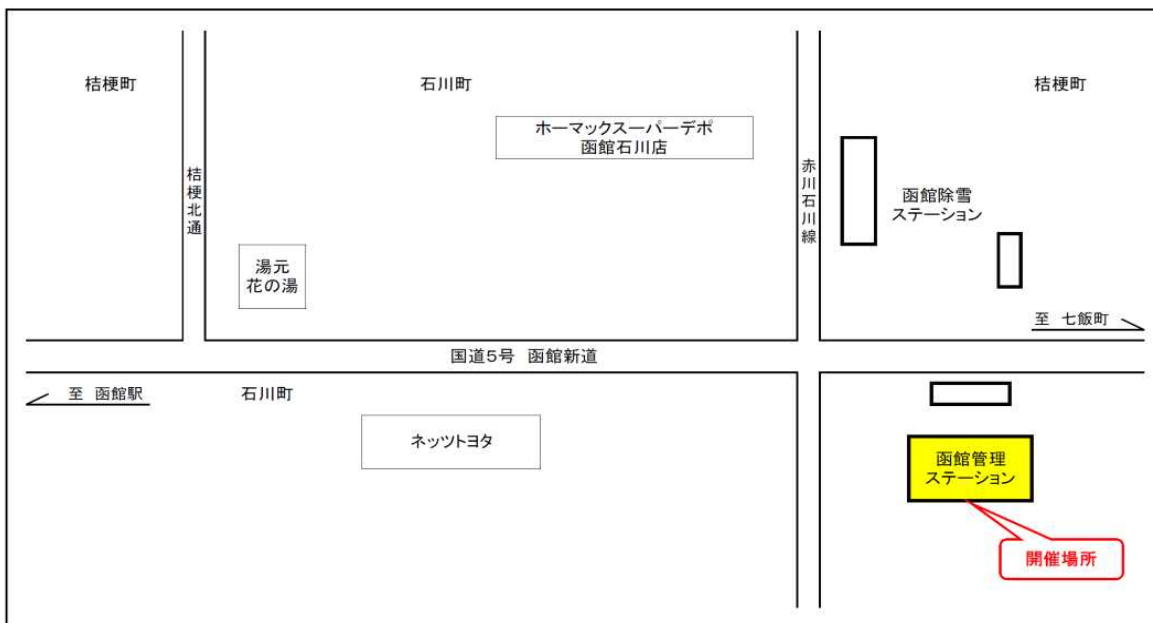 桔梗町
石川町
桔梗町
ホーマックスーパーデポ
函館石川店
桔梗北通
赤川石川線
函館除雪
ステーション
湯元
花の湯
至 七飯町
国道5号 函館新道
至 函館駅
石川町
ネッツトヨタ
函館管理
ステーション
開催場所